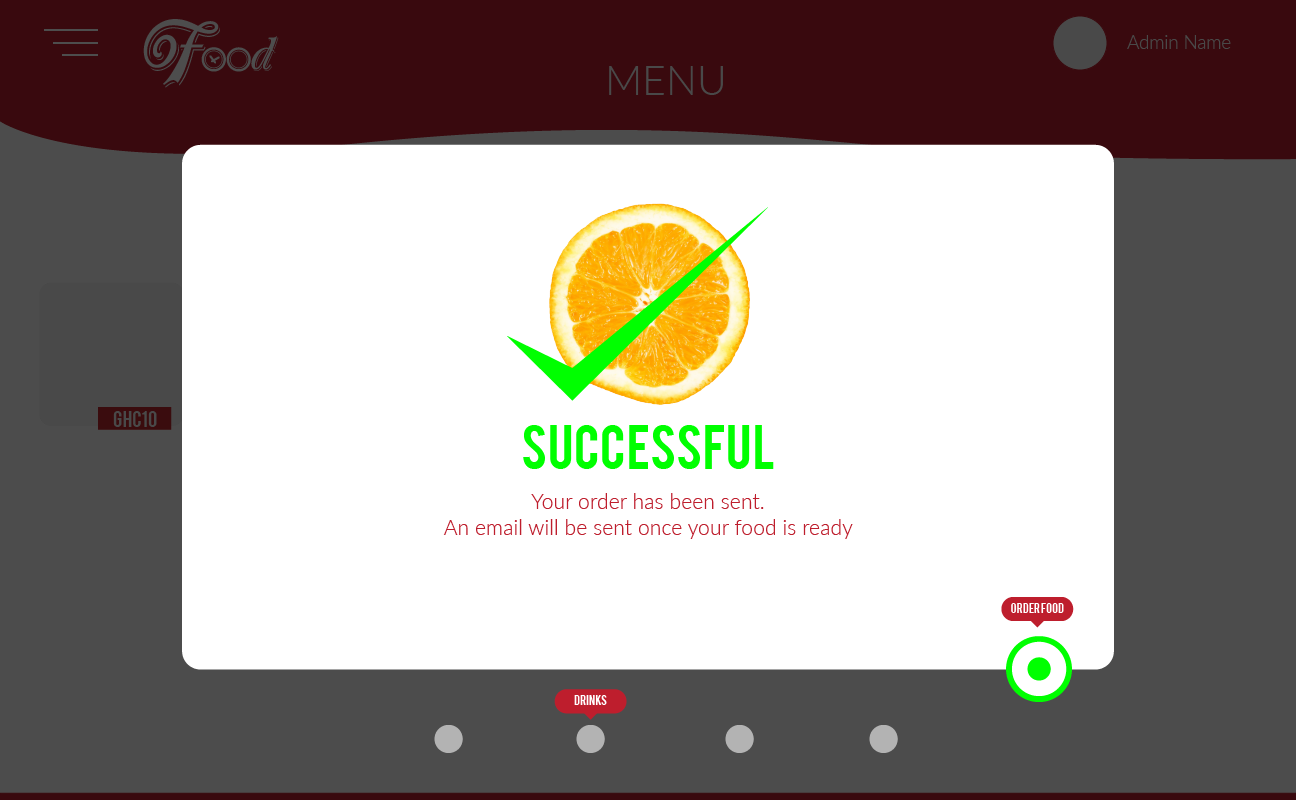 Food
Admin Name
MENU
GHC10
SUCCESSFUL
Your order has been sent.
An email will be sent once your food is ready
ORDER FOOD
DRINKS